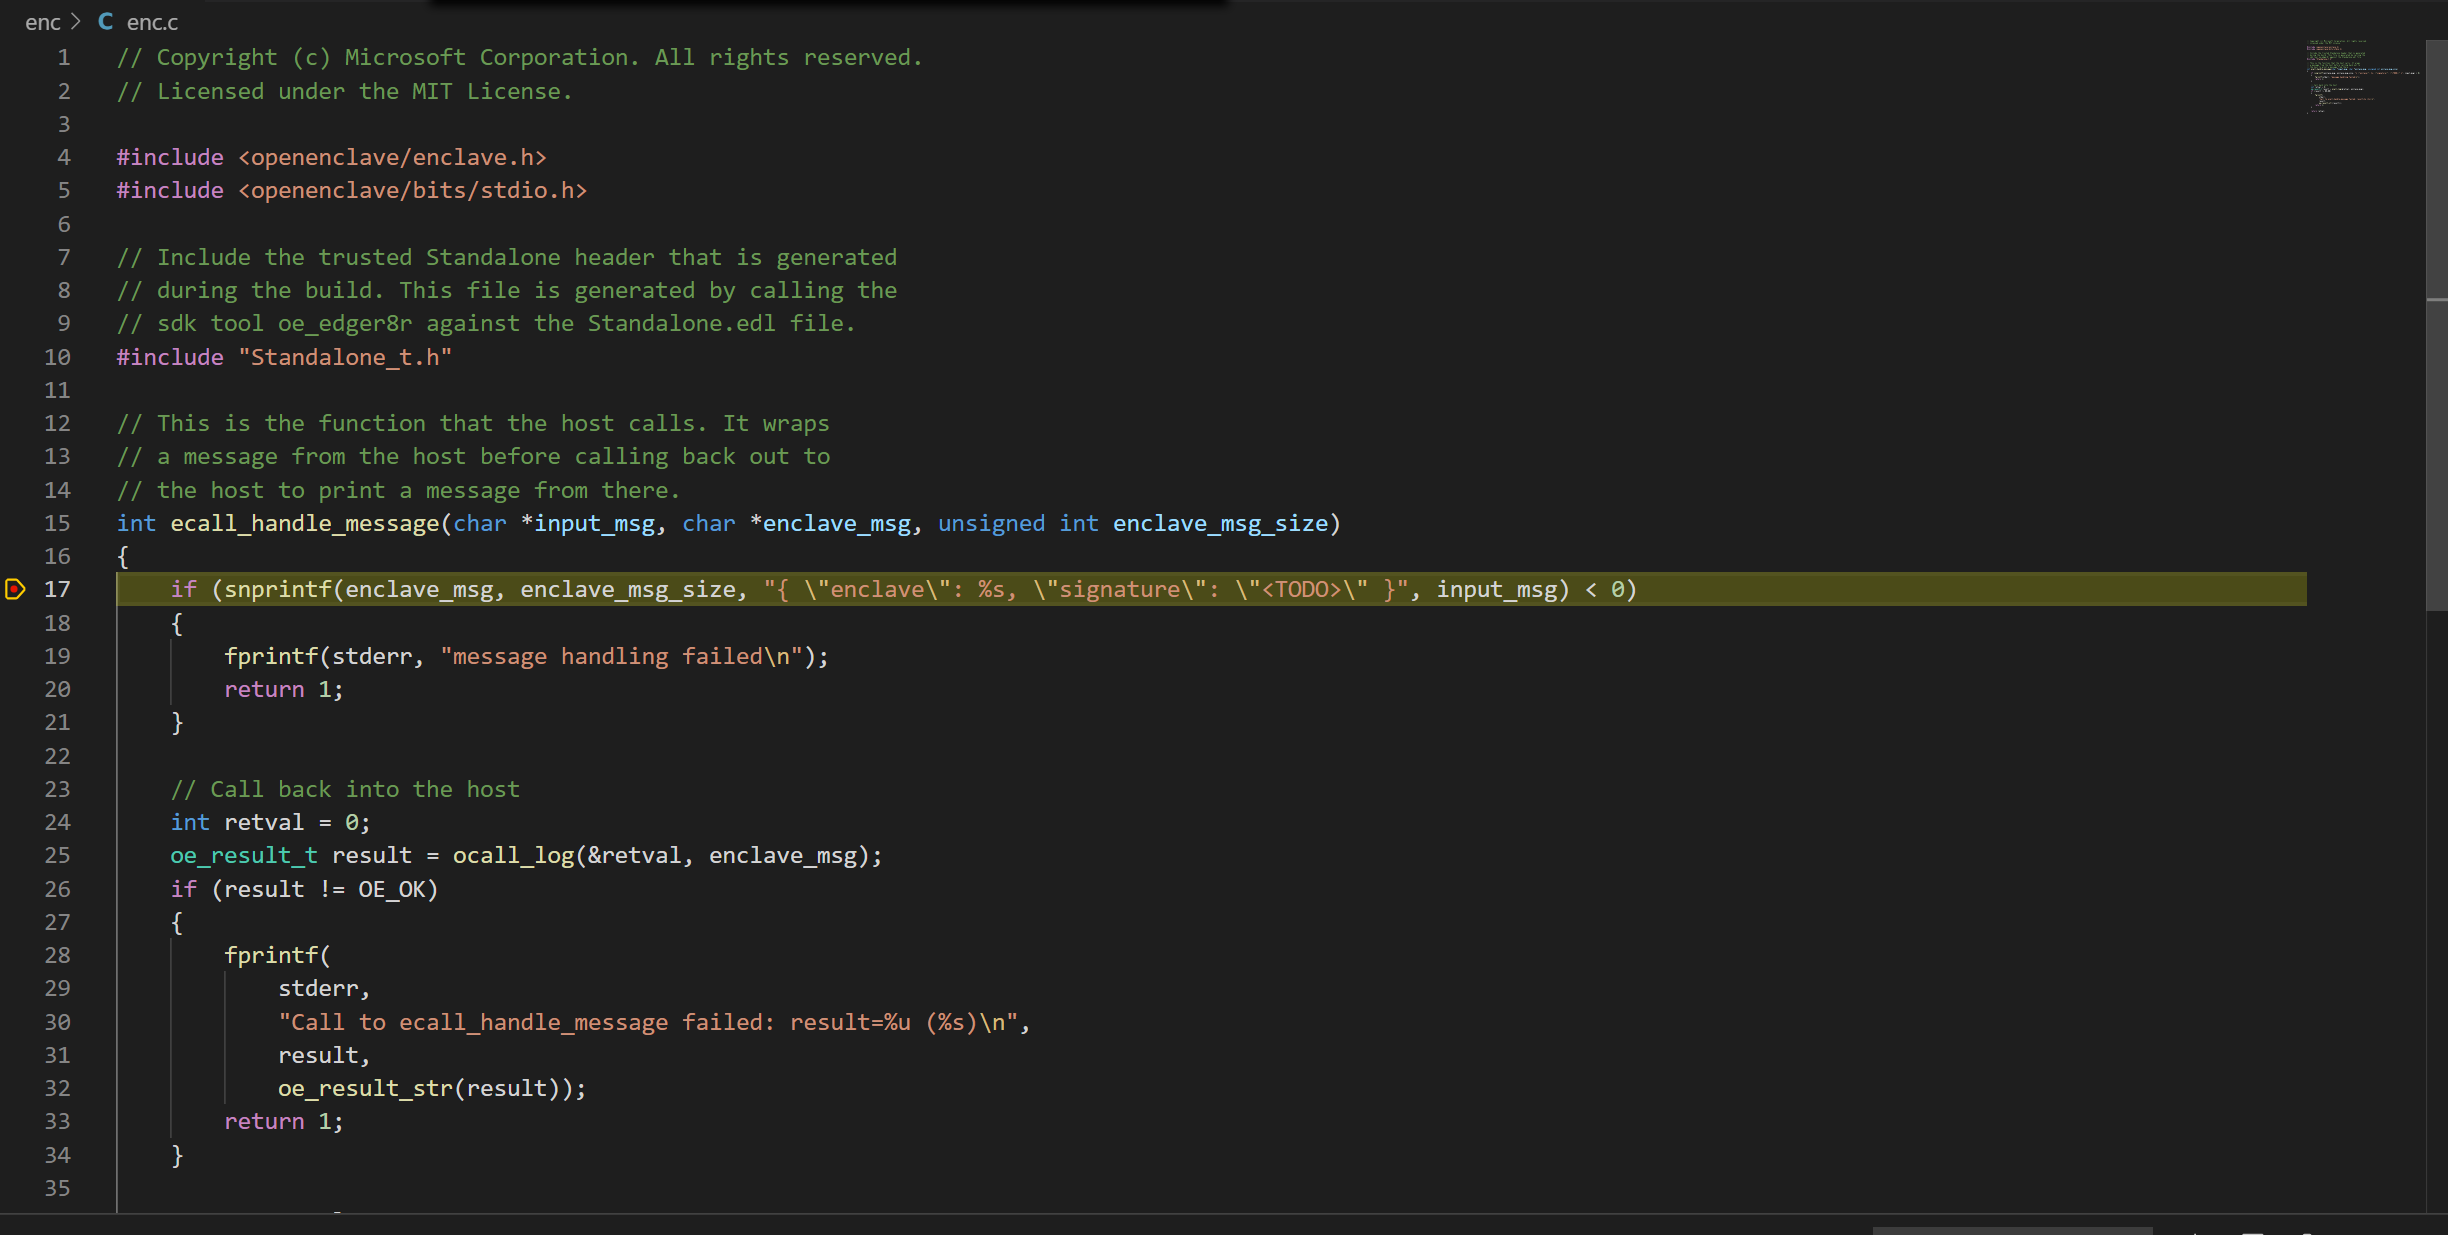 enc > C enc.c
1 // Copyright (c) Microsoft Corporation. All rights reserved.
2 // Licensed under the MIT License.
3
4 #include <openenclave/enclave.h>
5 #include <openenclave/bits/stdio.h>
6
7 // Include the trusted Standalone header that is generated
8 // during the build. This file is generated by calling the
9 // sdk tool oe_edger8r against the Standalone.edl file.
10 #include "Standalone_t.h"
11
12 // This is the function that the host calls. It wraps
13 // a message from the host before calling back out to
14 // the host to print a message from there.
15 int ecall_handle_message(char *input_msg, char *enclave_msg, unsigned int enclave_msg_size)
16 {
17     if (snprintf(enclave_msg, enclave_msg_size, "{ \"enclave\": %s, \"signature\": \"<TODO>\" }", input_msg) < 0)
18     {
19         fprintf(stderr, "message handling failed\n");
20         return 1;
21     }
22
23     // Call back into the host
24     int retval = 0;
25     oe_result_t result = ocall_log(&retval, enclave_msg);
26     if (result != OE_OK)
27     {
28         fprintf(
29             stderr,
30             "Call to ecall_handle_message failed: result=%u (%s)\n",
31             result,
32             oe_result_str(result));
33         return 1;
34     }
35